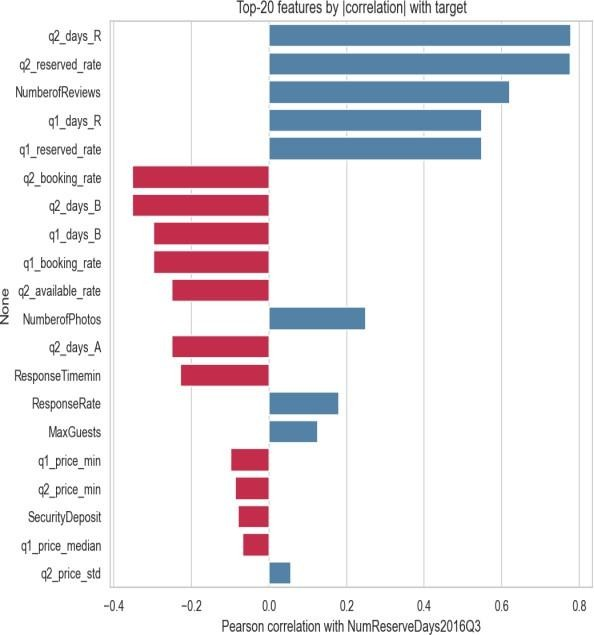 Top-20 features by |correlation| with target
q2_days_R
q2_reserved_rate
NumberofReviews
q1_days_R
q1_reserved_rate
q2_booking_rate
q2_days_B
q1_days_B
q1_booking_rate
q2_available_rate
None
NumberofPhotos
q2_days_A
ResponseTimemin
ResponseRate
MaxGuests
q1_price_min
q2_price_min
SecurityDeposit
q1_price_median
q2_price_std
−0.4 −0.2 0.0 0.2 0.4 0.6 0.8
Pearson correlation with NumReserveDays2016Q3